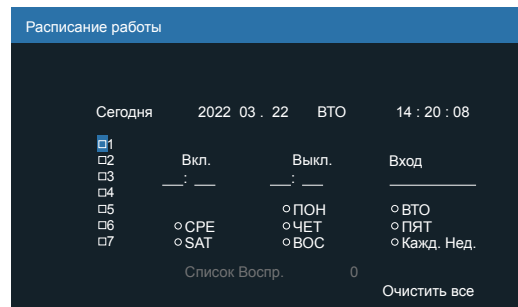 Расписание работы
Сегодня 2022 03 . 22 ВТО 14 : 20 : 08
1
2 Вкл. Выкл. Вход
3 __: __ __: __ ________
4
5 ПОН ВТО
6 СРЕ ЧЕТ ПЯТ
7 SAT ВОС Кажд. Нед.
Список Воспр. 0
Очистить все